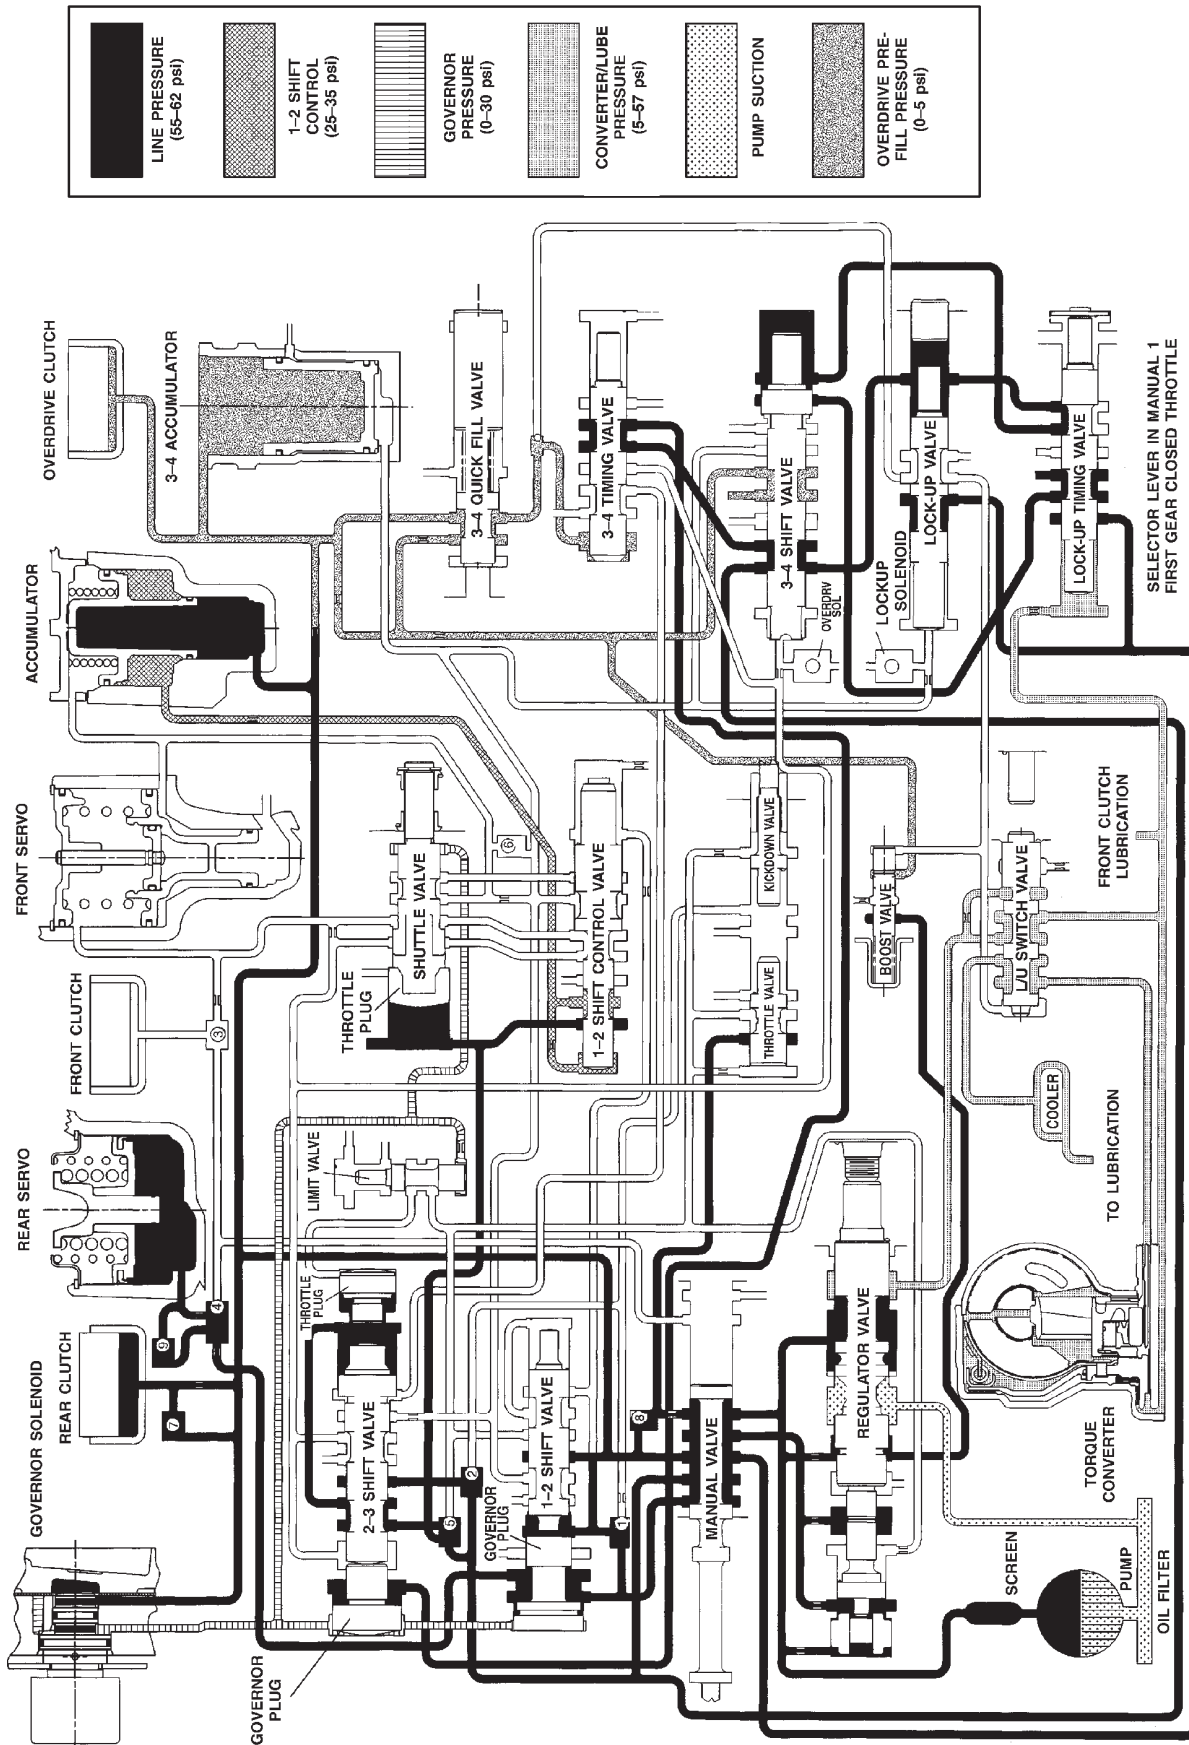 LINE PRESSURE
(55–62 psi)
1–2 SHIFT
CONTROL
(25–35 psi)
GOVERNOR
PRESSURE
(0–30 psi)
CONVERTER/LUBE
PRESSURE
(5–57 psi)
PUMP SUCTION
OVERDRIVE PRE-
FILL PRESSURE
(0–5 psi)
GOVERNOR SOLENOID
REAR CLUTCH
REAR SERVO
FRONT CLUTCH
FRONT SERVO
ACCUMULATOR
3–4 ACCUMULATOR
OVERDRIVE CLUTCH
7
9
4
3
GOVERNOR
PLUG
2–3 SHIFT VALVE
THROTTLE
PLUG
LIMIT VALVE
THROTTLE
PLUG
SHUTTLE VALVE
6
3–4 QUICK FILL VALVE
5
2
GOVERNOR
PLUG
1–2 SHIFT VALVE
1–2 SHIFT CONTROL VALVE
3–4 TIMING VALVE
1
8
MANUAL VALVE
THROTTLE VALVE
KICKDOWN VALVE
3–4 SHIFT VALVE
OVERDRV
SOL
REGULATOR VALVE
BOOST VALVE
LOCKUP
SOLENOID
LOCK-UP VALVE
SCREEN
PUMP
OIL FILTER
TORQUE
CONVERTER
TO LUBRICATION
COOLER
L/U SWITCH VALVE
FRONT CLUTCH
LUBRICATION
LOCK-UP TIMING VALVE
SELECTOR LEVER IN MANUAL 1
FIRST GEAR CLOSED THROTTLE